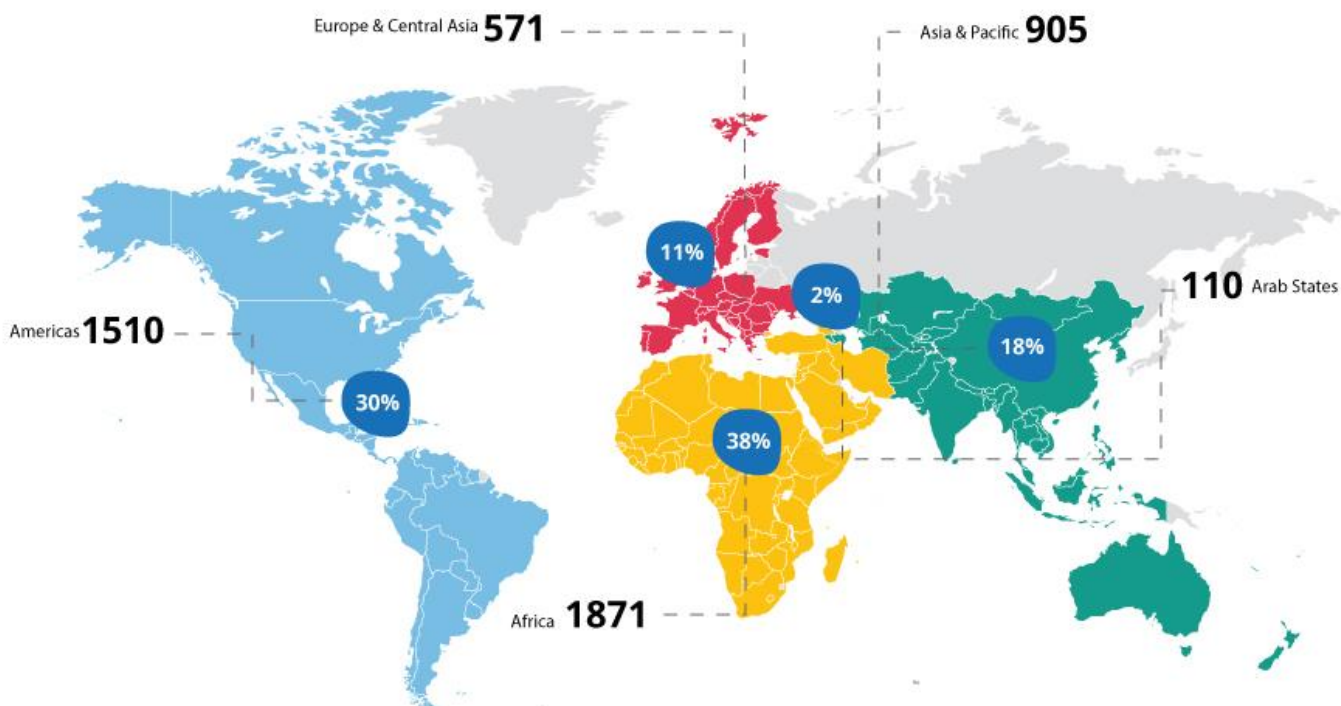 Europe & Central Asia 571
Asia & Pacific 905
11%
2%
110 Arab States
Americas 1510
18%
30%
38%
Africa 1871